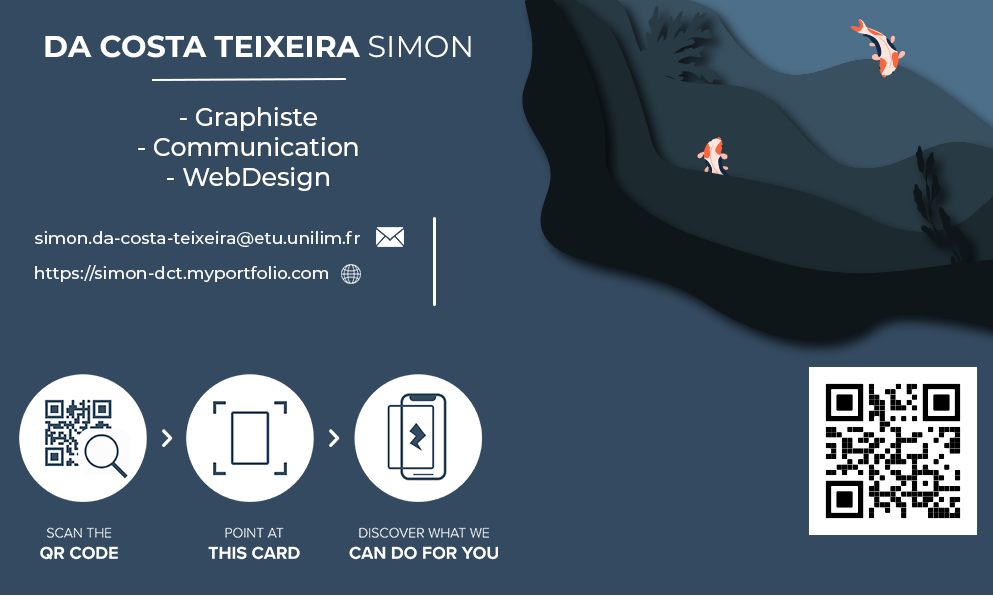 DA COSTA TEIXEIRA SIMON
- Graphiste
- Communication
- WebDesign
simon.da-costa-teixeira@etu.unilim.fr
https://simon-dct.myportfolio.com
SCAN THE
QR CODE
POINT AT
THIS CARD
DISCOVER WHAT WE
CAN DO FOR YOU